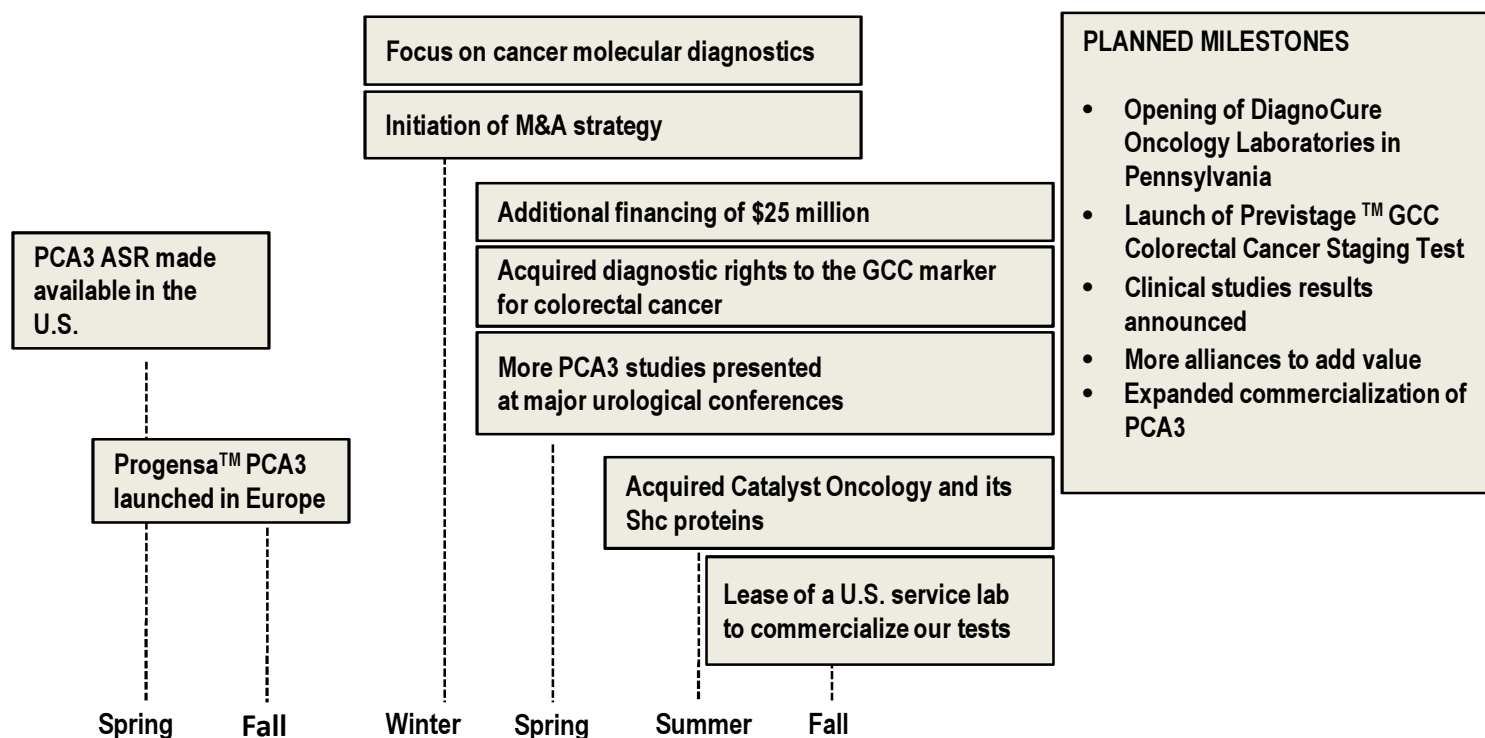 Focus on cancer molecular diagnostics
Initiation of M&A strategy
Additional financing of $25 million
PCA3 ASR made
available in the
U.S.
Acquired diagnostic rights to the GCC marker
for colorectal cancer
More PCA3 studies presented
at major urological conferences
Progensa™ PCA3
launched in Europe
Acquired Catalyst Oncology and its
Shc proteins
Lease of a U.S. service lab
to commercialize our tests
PLANNED MILESTONES
• Opening of DiagnoCure
Oncology Laboratories in
Pennsylvania
• Launch of Previstage ™ GCC
Colorectal Cancer Staging Test
• Clinical studies results
announced
• More alliances to add value
• Expanded commercialization of
PCA3
Spring Fall Winter Spring Summer Fall